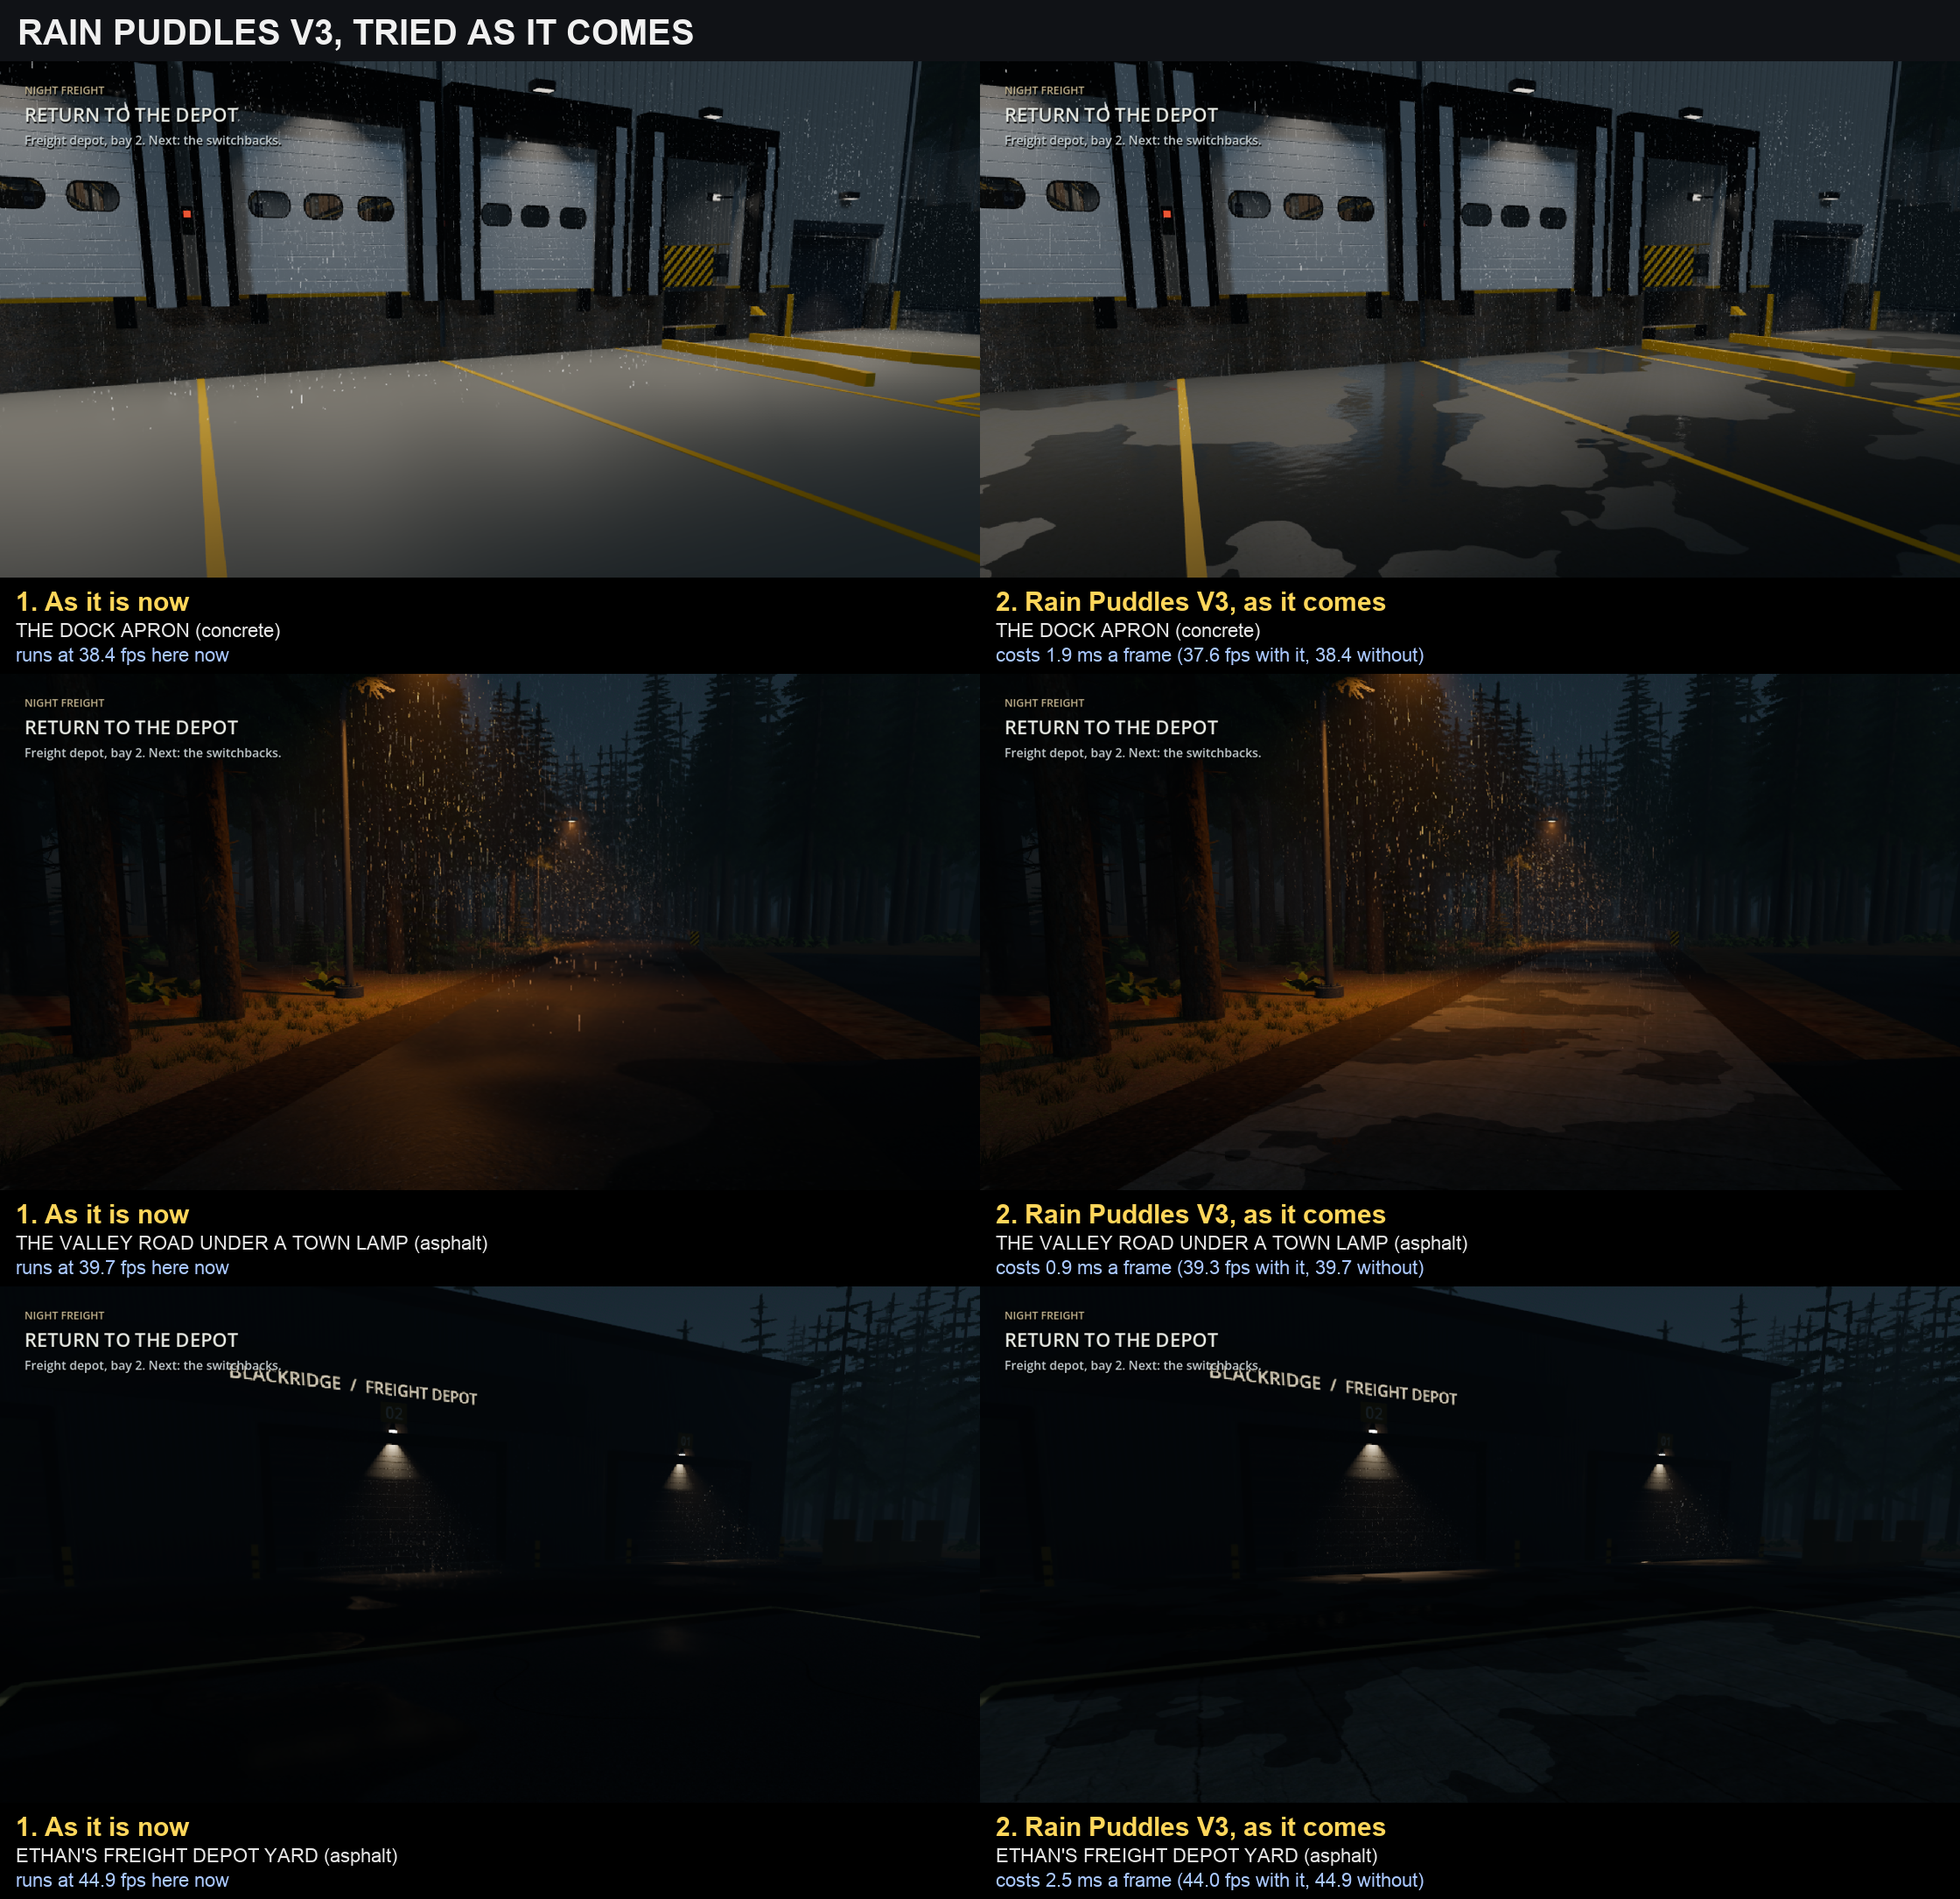 RAIN PUDDLES V3, TRIED AS IT COMES
NIGHT FREIGHT
RETURN TO THE DEPOT
Freight depot, bay 2. Next: the switchbacks.
NIGHT FREIGHT
RETURN TO THE DEPOT
Freight depot, bay 2. Next: the switchbacks.
1. As it is now
THE DOCK APRON (concrete)
runs at 38.4 fps here now
2. Rain Puddles V3, as it comes
THE DOCK APRON (concrete)
costs 1.9 ms a frame (37.6 fps with it, 38.4 without)
NIGHT FREIGHT
RETURN TO THE DEPOT
Freight depot, bay 2. Next: the switchbacks.
NIGHT FREIGHT
RETURN TO THE DEPOT
Freight depot, bay 2. Next: the switchbacks.
1. As it is now
THE VALLEY ROAD UNDER A TOWN LAMP (asphalt)
runs at 39.7 fps here now
2. Rain Puddles V3, as it comes
THE VALLEY ROAD UNDER A TOWN LAMP (asphalt)
costs 0.9 ms a frame (39.3 fps with it, 39.7 without)
NIGHT FREIGHT
RETURN TO THE DEPOT
Freight depot, bay 2. Next: the switchbacks.
BLACKRIDGE / FREIGHT DEPOT
02
NIGHT FREIGHT
RETURN TO THE DEPOT
Freight depot, bay 2. Next: the switchbacks.
BLACKRIDGE / FREIGHT DEPOT
02
1. As it is now
ETHAN'S FREIGHT DEPOT YARD (asphalt)
runs at 44.9 fps here now
2. Rain Puddles V3, as it comes
ETHAN'S FREIGHT DEPOT YARD (asphalt)
costs 2.5 ms a frame (44.0 fps with it, 44.9 without)